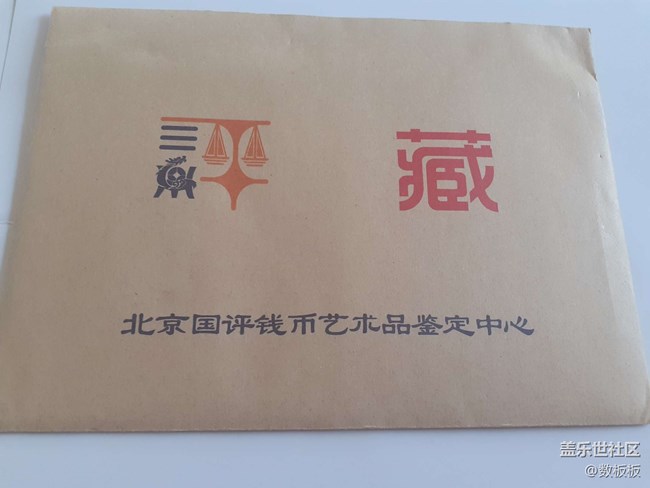 藏
北京国评钱币艺术品鉴定中心
盖乐世社区
@数板板